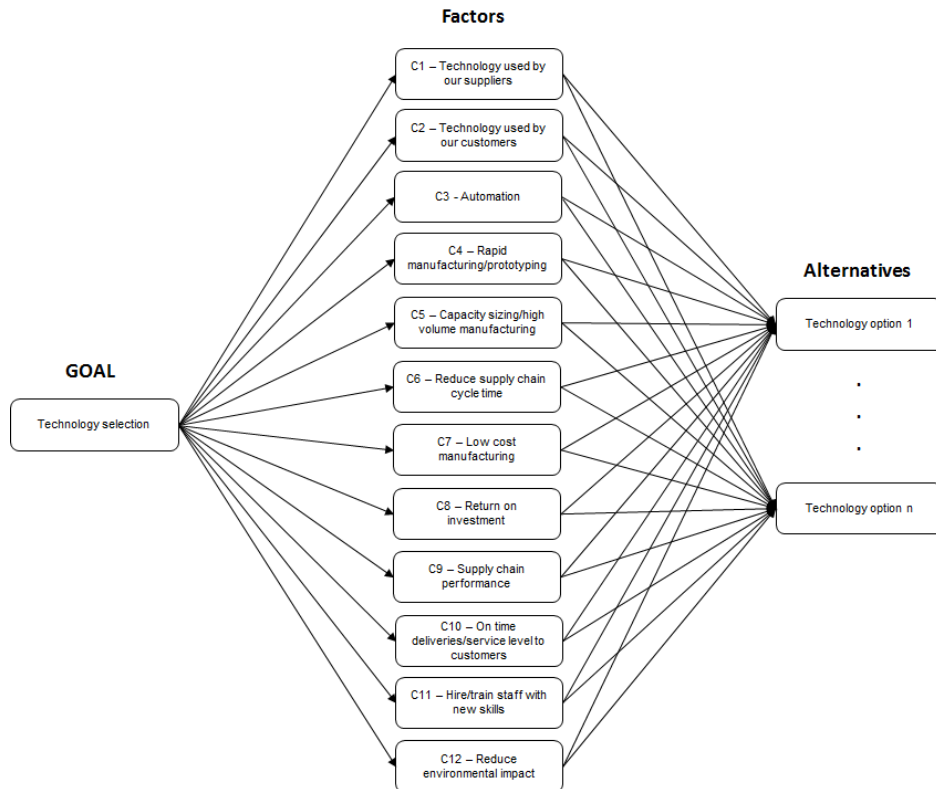 Factors
C1 – Technology used by
our suppliers
C2 – Technology used by
our customers
C3 - Automation
C4 – Rapid
manufacturing/prototyping
C5 – Capacity sizing/high
volume manufacturing
C6 – Reduce supply chain
cycle time
C7 – Low cost
manufacturing
C8 – Return on
investment
C9 – Supply chain
performance
C10 – On time
deliveries/service level to
customers
C11 – Hire/train staff with
new skills
C12 – Reduce
environmental impact
GOAL
Technology selection
Alternatives
Technology option 1
.
.
.
Technology option n